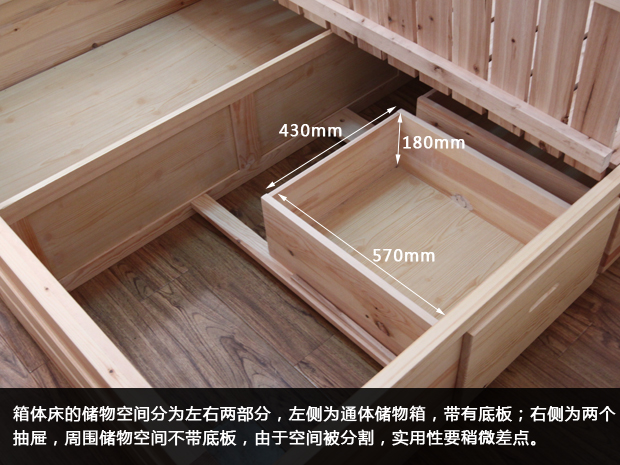 430mm
180mm
570mm
箱体床的储物空间分为左右两部分，左侧为通体储物箱，带有底板；右侧为两个
抽屉，周围储物空间不带底板，由于空间被分割，实用性要稍微差点。